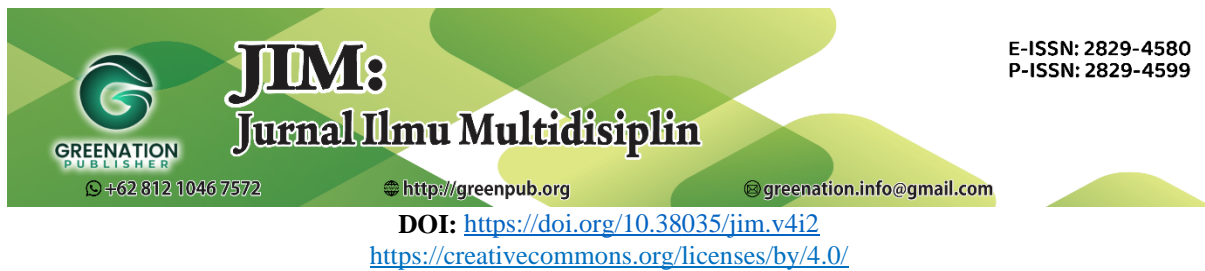 JIM:
Jurnal Ilmu Multidisiplin
E-ISSN: 2829-4580
P-ISSN: 2829-4599
GREENATION
PUBLISHER
+62 812 1046 7572
http://greenpub.org
greenation.info@gmail.com
DOI: https://doi.org/10.38035/jim.v4i2
https://creativecommons.org/licenses/by/4.0/